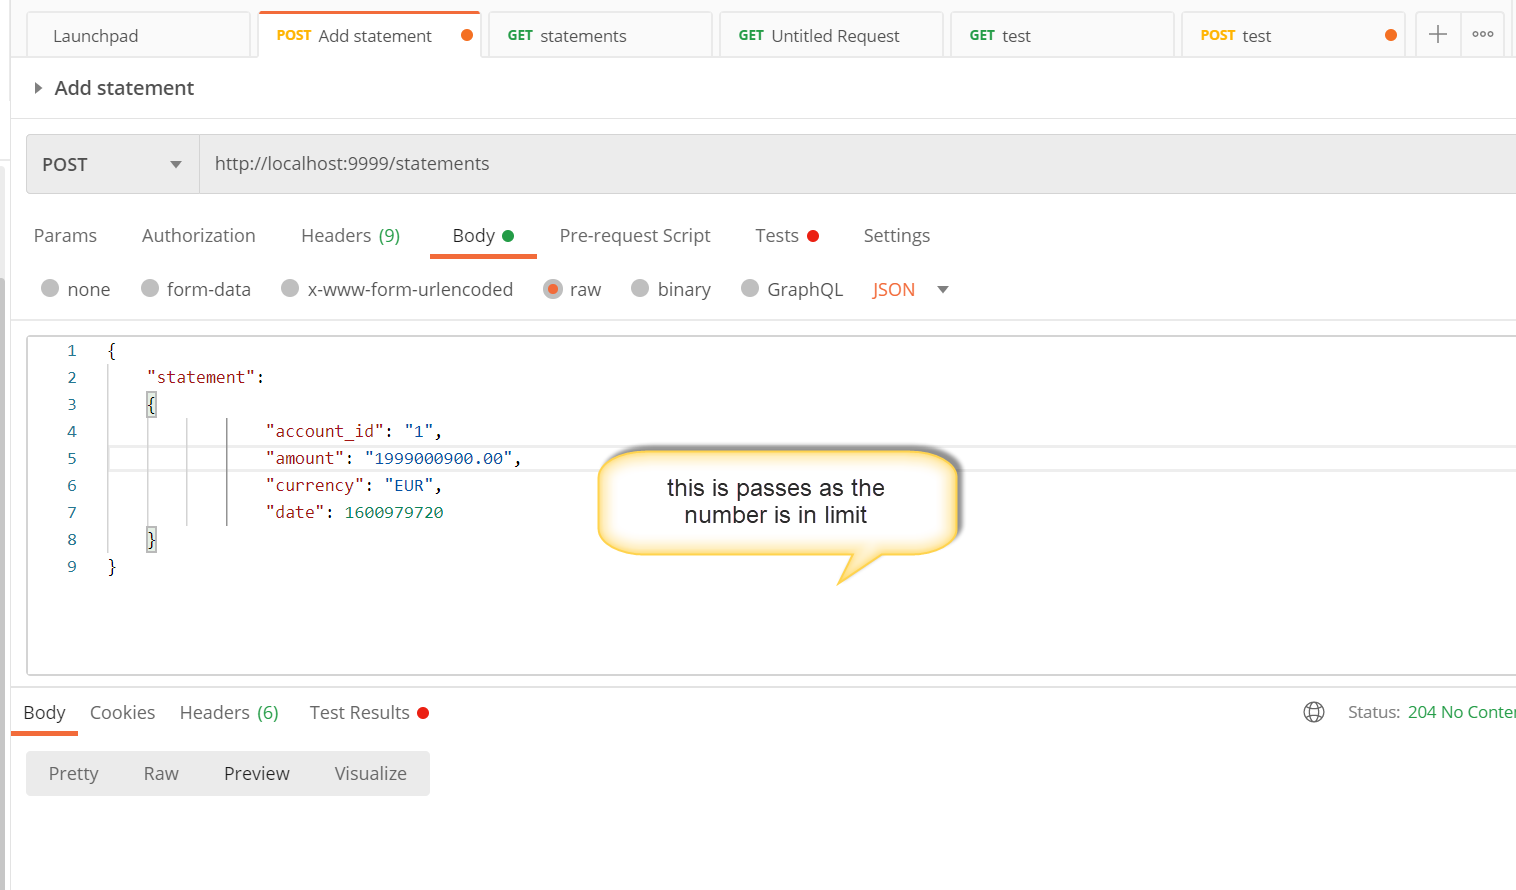 Launchpad
POST Add statement
GET statements
GET Untitled Request
GET test
POST test
Add statement
POST http://localhost:9999/statements
Params Authorization Headers (9) Body Pre-request Script Tests Settings
none form-data x-www-form-urlencoded raw binary GraphQL JSON
1 {
2 "statement":
3 {
4 "account_id": "1",
5 "amount": "1999000900.00",
6 "currency": "EUR",
7 "date": 1600979720
8 }
9 }
this is passes as the
number is in limit
Body Cookies Headers (6) Test Results Status: 204 No Conter
Pretty Raw Preview Visualize